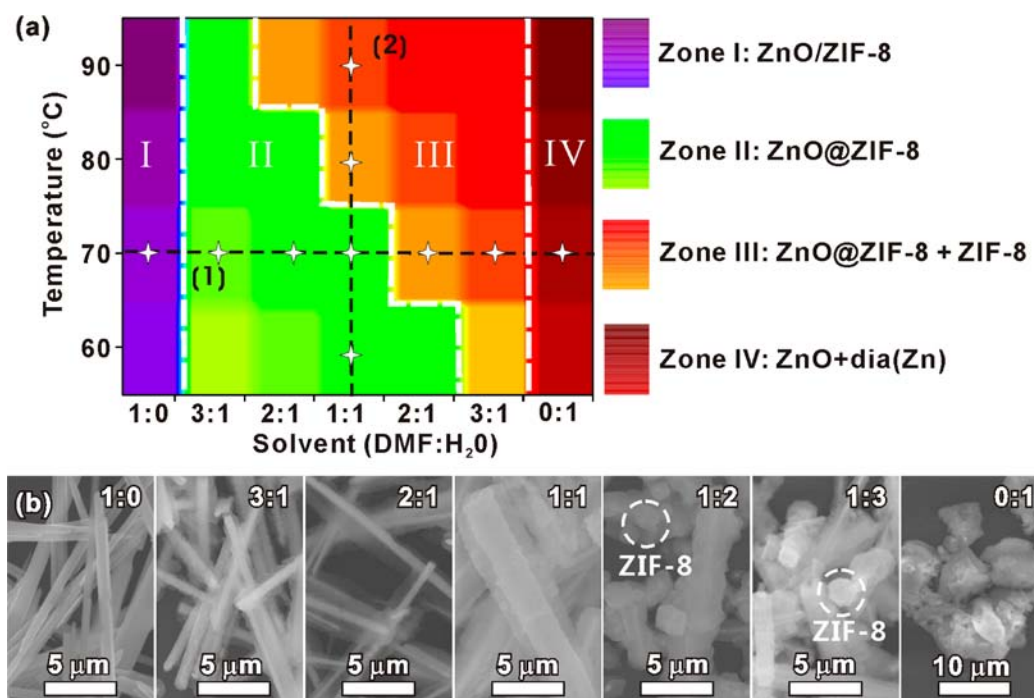 (a)
(2)
90
80
70
60
Temperature (°C)
I
II
III
IV
(1)
1:0 3:1 2:1 1:1 2:1 3:1 0:1
Solvent (DMF:H₂0)
Zone I: ZnO/ZIF-8
Zone II: ZnO@ZIF-8
Zone III: ZnO@ZIF-8 + ZIF-8
Zone IV: ZnO+dia(Zn)
(b)
1:0 3:1 2:1 1:1 1:2 1:3 0:1
ZIF-8
ZIF-8
5 μm 5 μm 5 μm 5 μm 5 μm 5 μm 10 μm